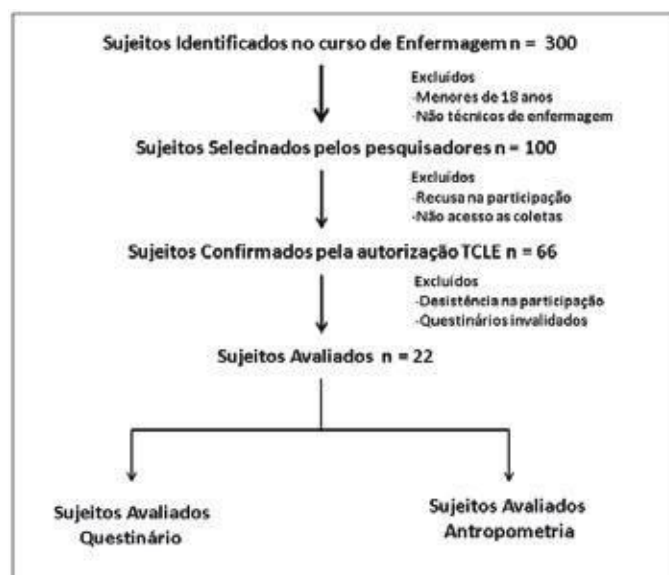 Sujeitos Identificados no curso de Enfermagem n = 300
Excluídos
-Menores de 18 anos
-Não técnicos de enfermagem
Sujeitos Selecinados pelos pesquisadores n = 100
Excluídos
-Recusa na participação
-Não acesso as coletas
Sujeitos Confirmados pela autorização TCLE n = 66
Excluídos
-Desistência na participação
-Questinários invalidados
Sujeitos Avaliados n = 22
Sujeitos Avaliados
Questinário
Sujeitos Avaliados
Antropometria